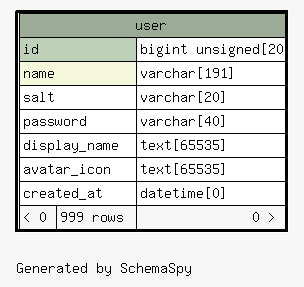 user
id bigint unsigned[20
name varchar[191]
salt varchar[20]
password varchar[40]
display_name text[65535]
avatar_icon text[65535]
created_at datetime[0]
< 0 999 rows 0 >
Generated by SchemaSpy